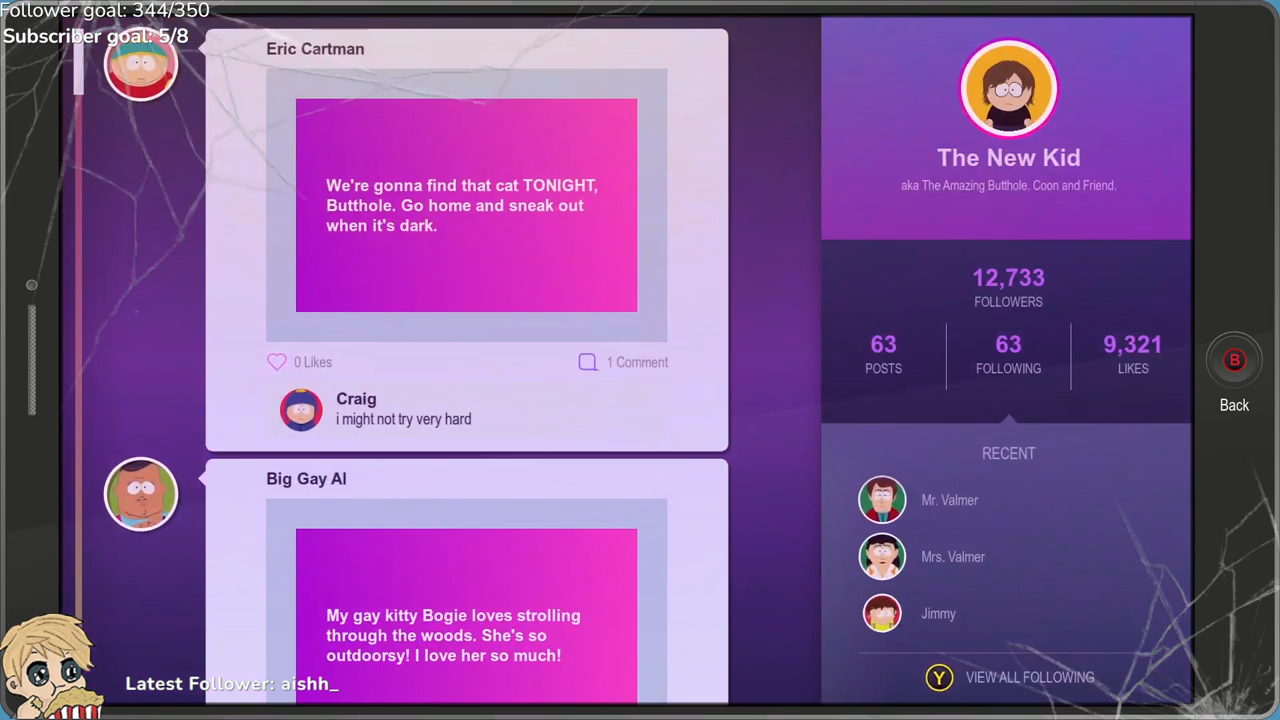 Follower goal: 344/350
Subscriber goal: 5/8
Eric Cartman
We're gonna find that cat TONIGHT,
Butthole. Go home and sneak out
when it's dark.
0 Likes
1 Comment
Craig
i might not try very hard
Big Gay Al
My gay kitty Bogie loves strolling
through the woods. She's so
outdoorsy! I love her so much!
Latest Follower: aishh_
The New Kid
aka The Amazing Butthole. Coon and Friend.
12,733
FOLLOWERS
63
POSTS
63
FOLLOWING
9,321
LIKES
RECENT
Mr. Valmer
Mrs. Valmer
Jimmy
Y VIEW ALL FOLLOWING
B
Back